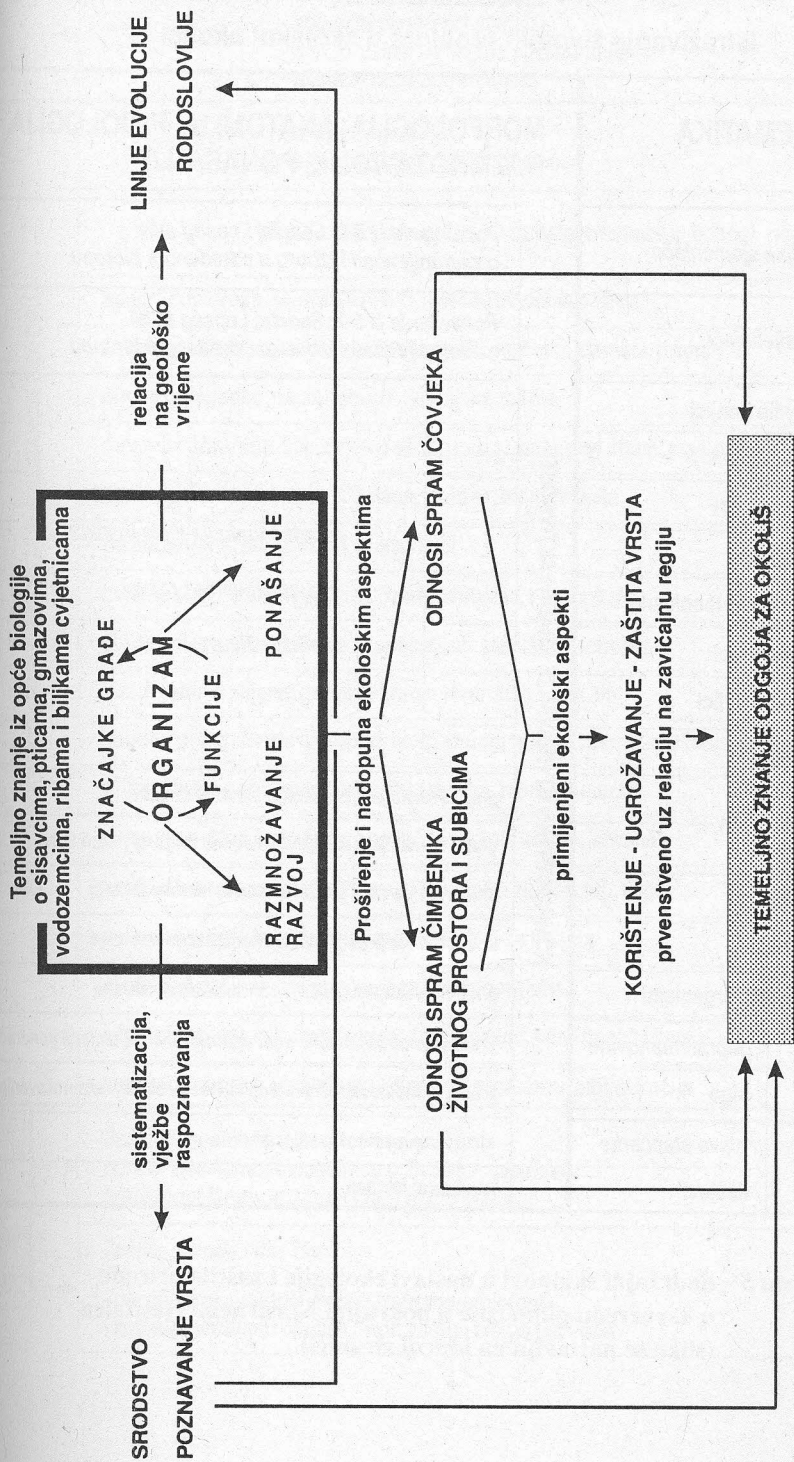 Temeljno znanje iz opće biologije
o sisavcima, pticama, gmazovima,
vodozemcima, ribama i biljkama cvjetnicama
ZNAČAJKE GRAĐE
ORGANIZAM
FUNKCIJE
RAZMNOŽAVANJE
RAZVOJ
PONAŠANJE
sistematizacija,
vježbe
raspoznavanja
SRODSTVO
POZNAVANJE VRSTA
relacija
na geološko
vrijeme
LINIJE EVOLUCIJE
RODOSLOVLJE
Proširenje i nadopuna ekološkim aspektima
ODNOSI SPRAM ČIMBENIKA
ŽIVOTNOG PROSTORA I SUBIĆIMA
ODNOSI SPRAM ČOVJEKA
primijenjeni ekološki aspekti
KORIŠTENJE - UGROŽAVANJE - ZAŠTITA VRSTA
prvenstveno uz relaciju na zavičajnu regiju
TEMELJNO ZNANJE ODGOJA ZA OKOLIŠ